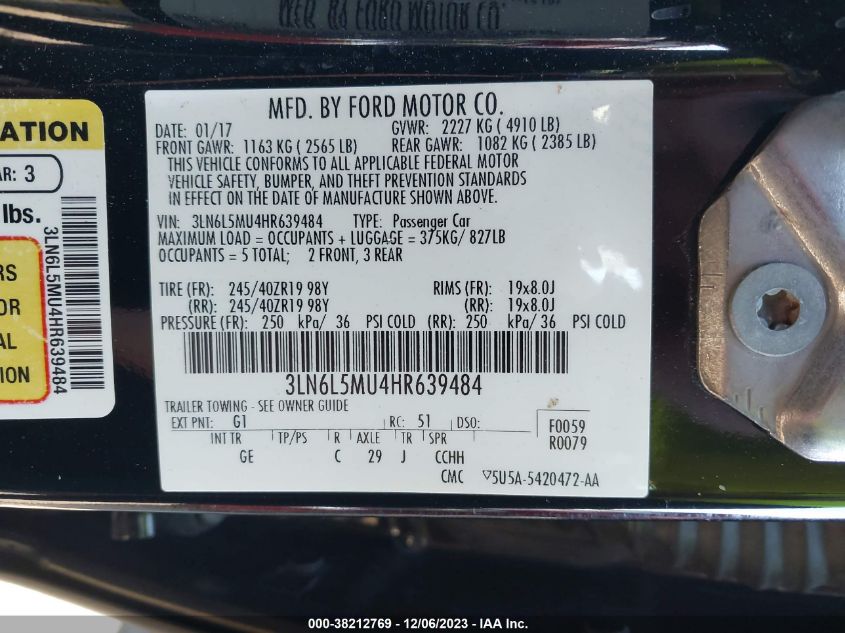 MFD. BY FORD MOTOR CO.
DATE: 01/17 GVWR: 2227 KG ( 4910 LB)
FRONT GAWR: 1163 KG ( 2565 LB) REAR GAWR: 1082 KG ( 2385 LB)
THIS VEHICLE CONFORMS TO ALL APPLICABLE FEDERAL MOTOR
VEHICLE SAFETY, BUMPER, AND THEFT PREVENTION STANDARDS
IN EFFECT ON THE DATE OF MANUFACTURE SHOWN ABOVE.
VIN: 3LN6L5MU4HR639484 TYPE: Passenger Car
MAXIMUM LOAD = OCCUPANTS + LUGGAGE = 375KG/ 827LB
OCCUPANTS = 5 TOTAL; 2 FRONT, 3 REAR
TIRE (FR): 245/40ZR19 98Y RIMS (FR): 19x8.0J
(RR): 245/40ZR19 98Y (RR): 19x8.0J
PRESSURE (FR): 250 kPa/ 36 PSI COLD (RR): 250 kPa/ 36 PSI COLD
3LN6L5MU4HR639484
TRAILER TOWING - SEE OWNER GUIDE
EXT PNT: G1 RC: 51 DSO: F0059
INT TR TP/PS R AXLE TR SPR R0079
GE C 29 J CCHH
CMC ▽5U5A-5420472-AA
ATION
AR: 3
lbs.
RS
OR
AL
ION
3LN6L5MU4HR639484
000-38212769 - 12/06/2023 - IAA Inc.